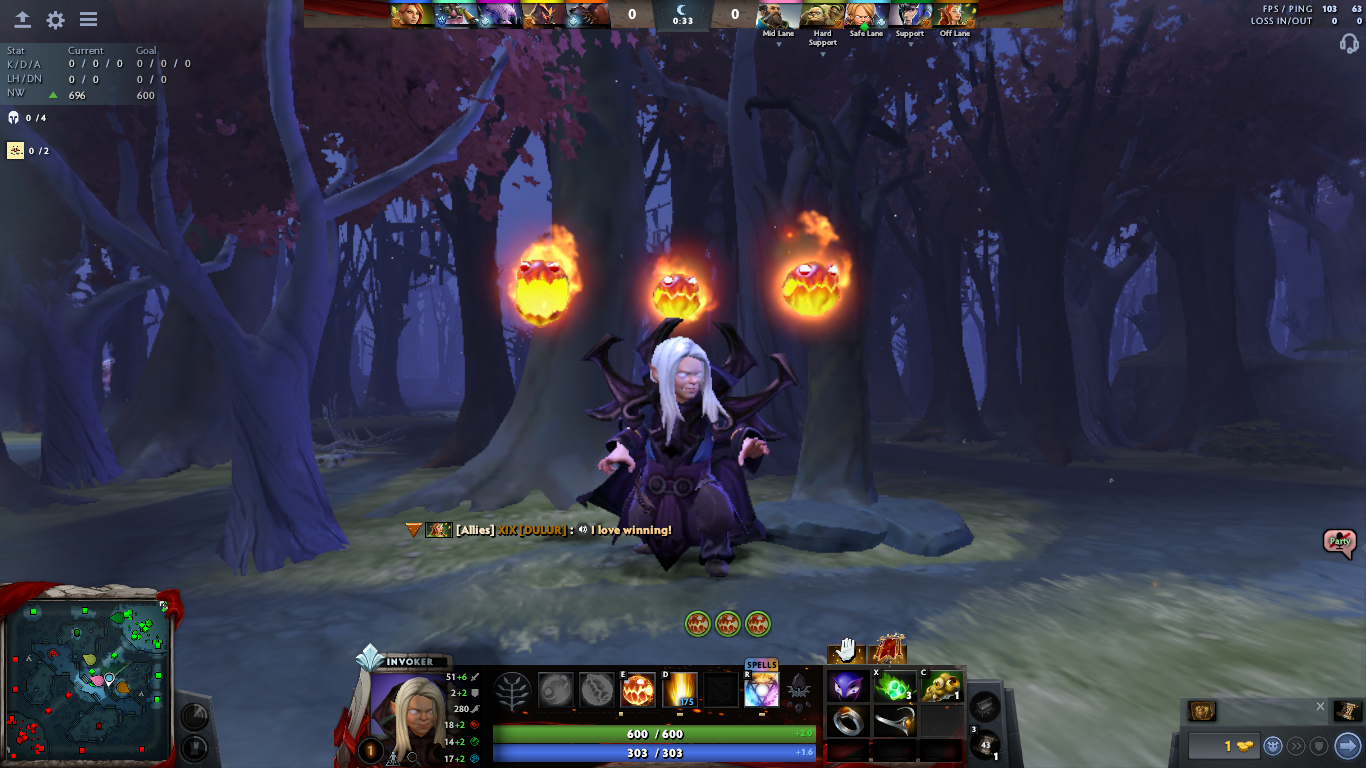 0
0:33
0
Mid Lane
Hard Support
Safe Lane
Support
Off Lane
FPS / PING 103 63
LOSS IN/OUT 0 0
Stat Current Goal
K/D/A 0 / 0 / 0 0 / 0 / 0
LH/DN 0 / 0 0 / 0
NW 696 600
0 / 4
0 / 2
[Allies] X!X [DULUR] : I love winning!
Party
INVOKER
SPELLS
51+6
2+2
280
18+2
14+2
17+2
1
E
D
R
175
X
3
C
1
600 / 600
+2.0
303 / 303
+1.6
3
43
1
1